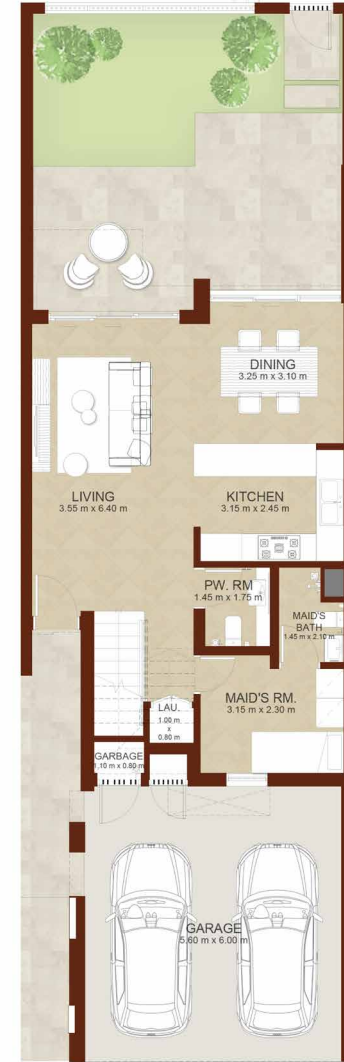 DINING
3.25 m x 3.10 m
LIVING
3.55 m x 6.40 m
KITCHEN
3.15 m x 2.45 m
PW. RM
1.45 m x 1.75 m
MAID'S
BATH
1.45 m x 2.10 m
MAID'S RM.
3.15 m x 2.30 m
LAU.
1.00 m
x
0.80 m
GARBAGE
1.10 m x 0.80 m
GARAGE
5.60 m x 6.00 m